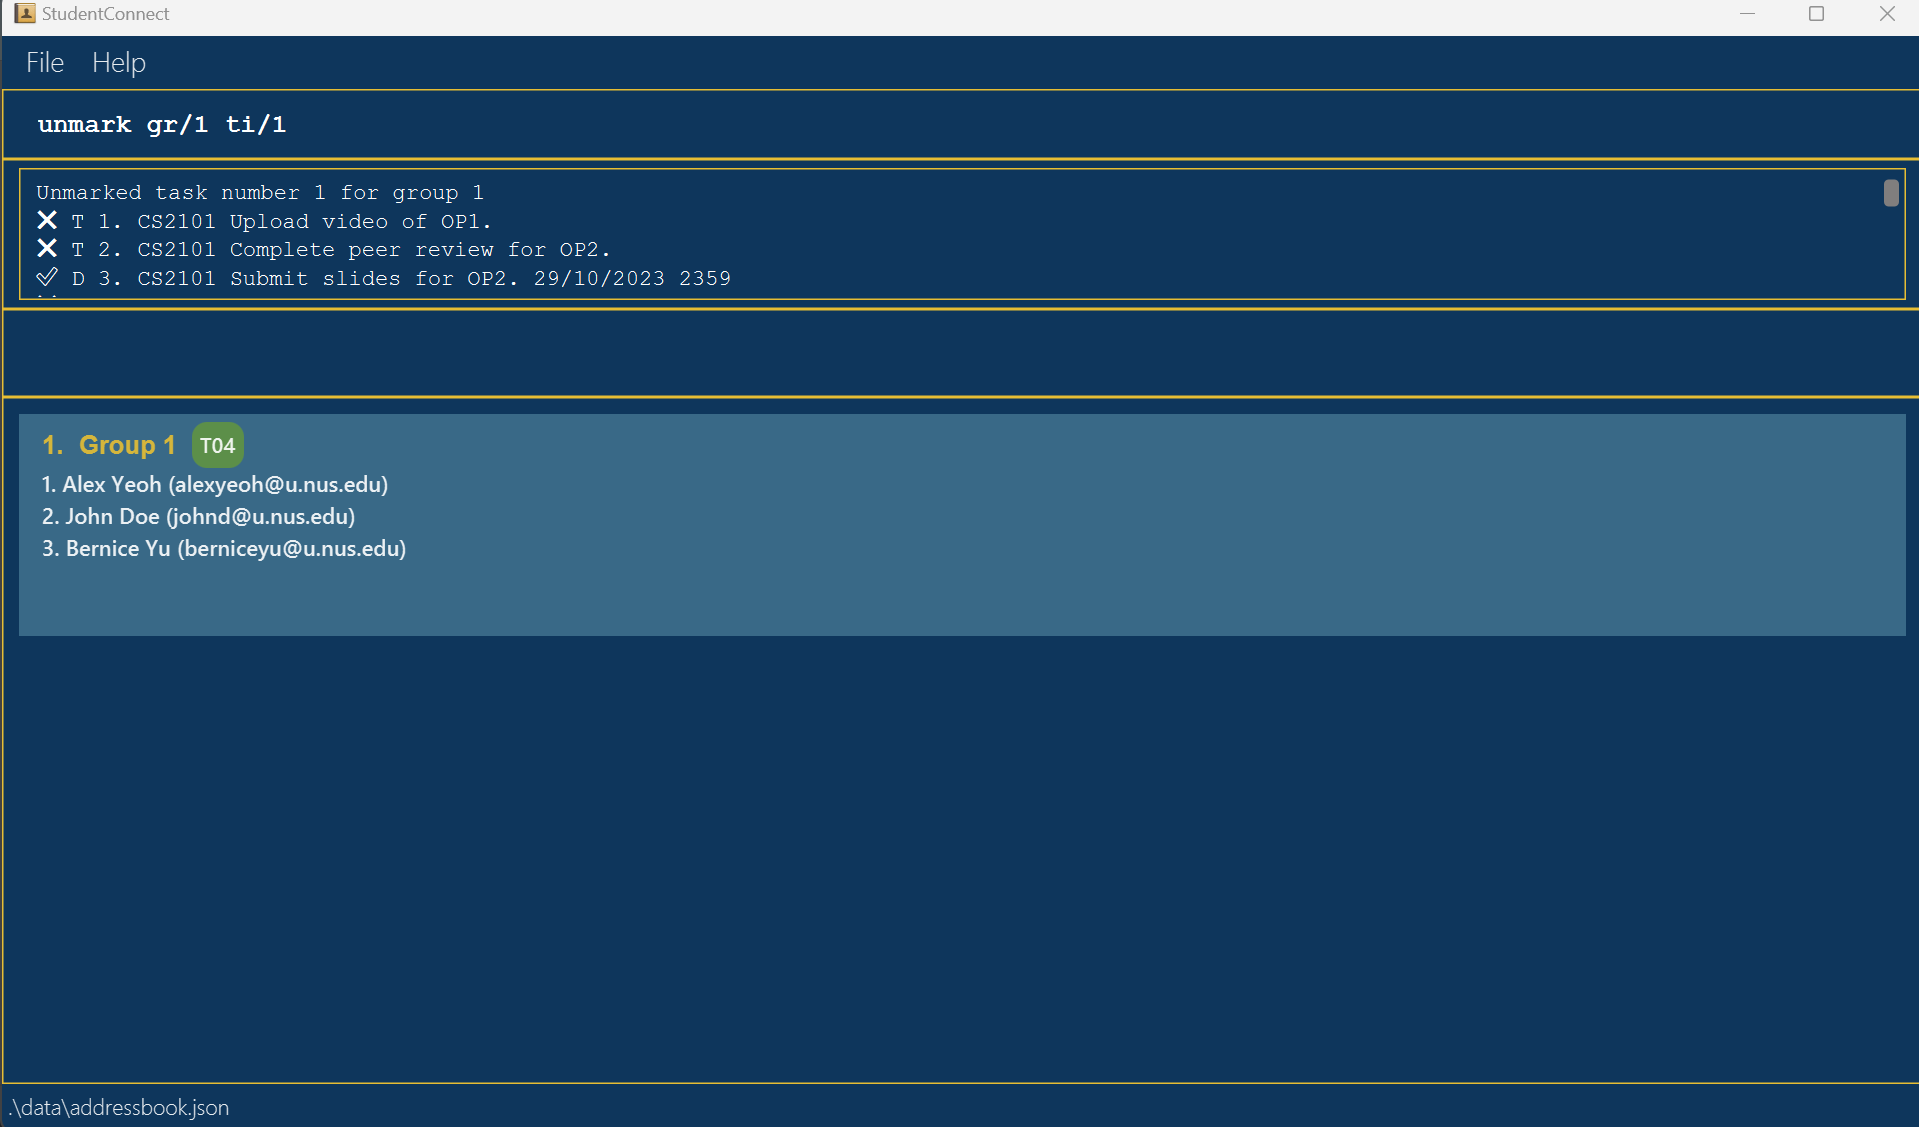 StudentConnect
File Help
unmark gr/1 ti/1
Unmarked task number 1 for group 1
❌ T 1. CS2101 Upload video of OP1.
❌ T 2. CS2101 Complete peer review for OP2.
✅ D 3. CS2101 Submit slides for OP2. 29/10/2023 2359
1. Group 1 T04
1. Alex Yeoh (alexyeoh@u.nus.edu)
2. John Doe (johnd@u.nus.edu)
3. Bernice Yu (berniceyu@u.nus.edu)
.\data\addressbook.json